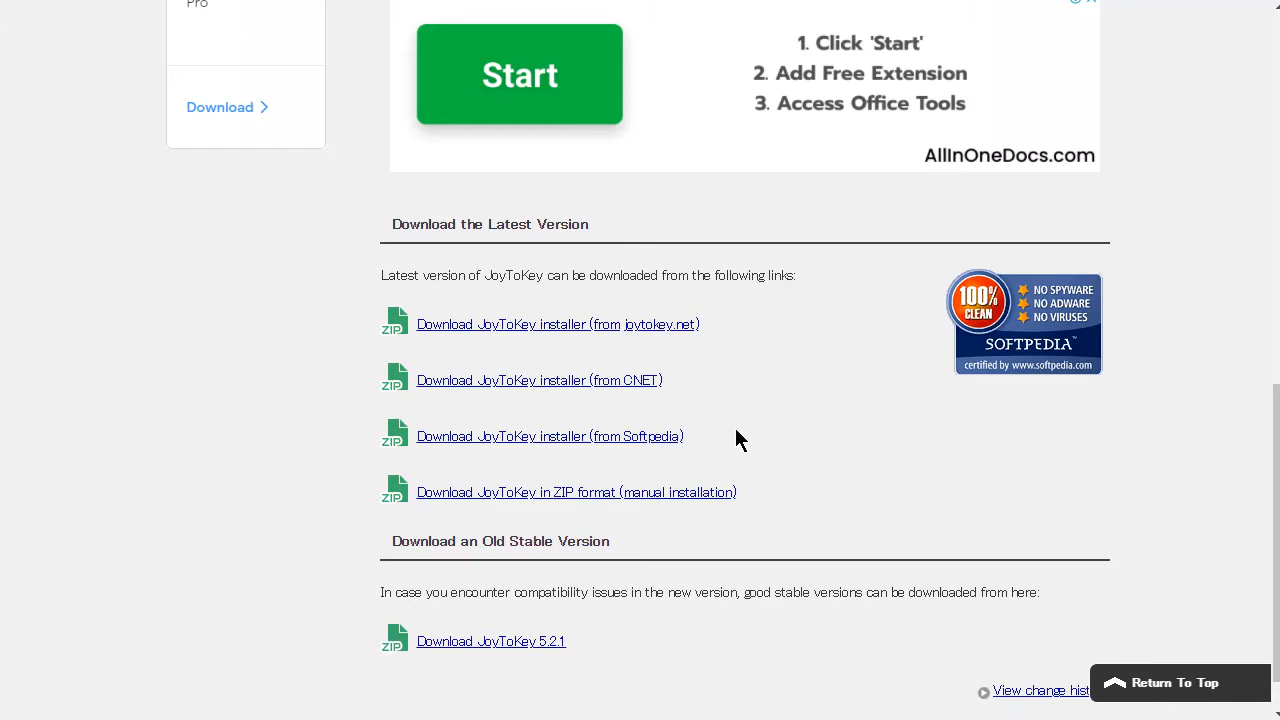 Pro
Download
Start
1. Click 'Start'
2. Add Free Extension
3. Access Office Tools
AllInOneDocs.com
Download the Latest Version
Latest version of JoyToKey can be downloaded from the following links:
ZIP Download JoyToKey installer (from joytokey.net)
ZIP Download JoyToKey installer (from CNET)
ZIP Download JoyToKey installer (from Softpedia)
ZIP Download JoyToKey in ZIP format (manual installation)
100% CLEAN
NO SPYWARE
NO ADWARE
NO VIRUSES
SOFTPEDIA™
certified by www.softpedia.com
Download an Old Stable Version
In case you encounter compatibility issues in the new version, good stable versions can be downloaded from here:
ZIP Download JoyToKey 5.2.1
View change hist
Return To Top